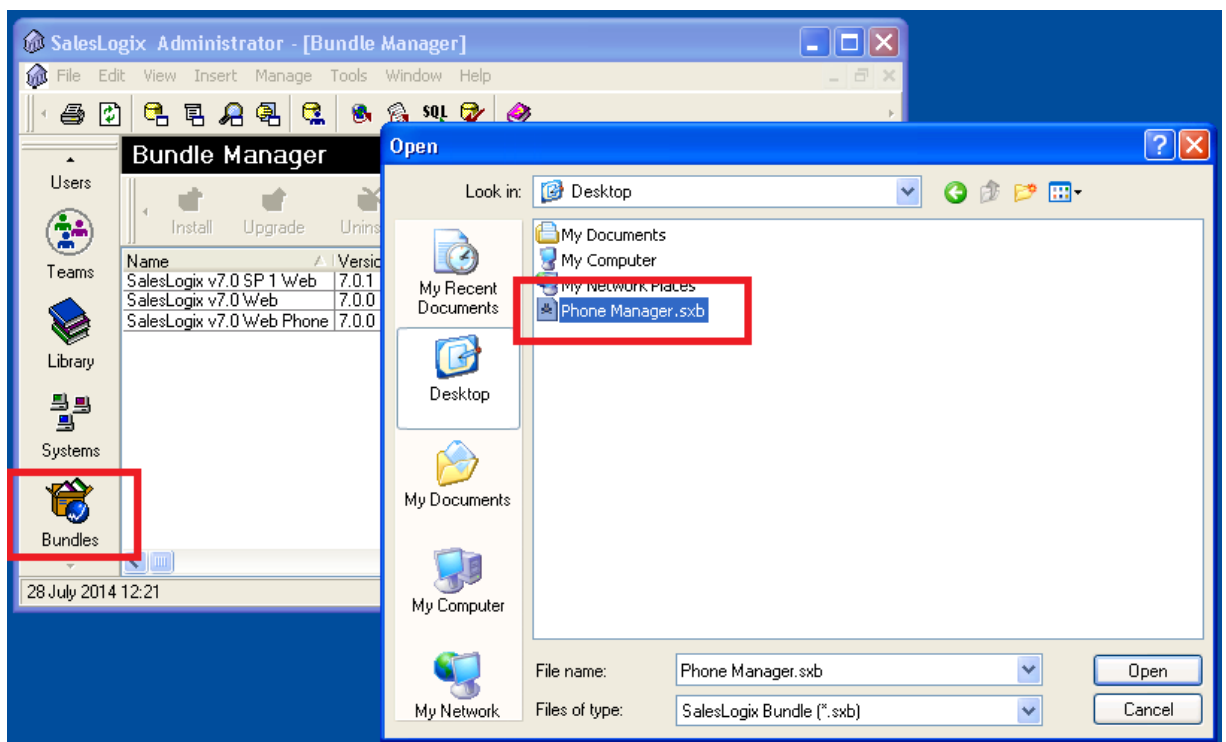 SalesLogix Administrator - [Bundle Manager]
File Edit View Insert Manage Tools Window Help
SQL
Users
Teams
Library
Systems
Bundles
28 July 2014 12:21
Bundle Manager
Install Upgrade Unins
Name Versio
SalesLogix v7.0 SP 1 Web 7.0.1
SalesLogix v7.0 Web 7.0.0
SalesLogix v7.0 Web Phone 7.0.0
Open
Look in: Desktop
My Recent
Documents
Desktop
My Documents
My Computer
My Network
My Documents
My Computer
My Network Places
Phone Manager.sxb
File name: Phone Manager.sxb Open
Files of type: SalesLogix Bundle (*.sxb) Cancel